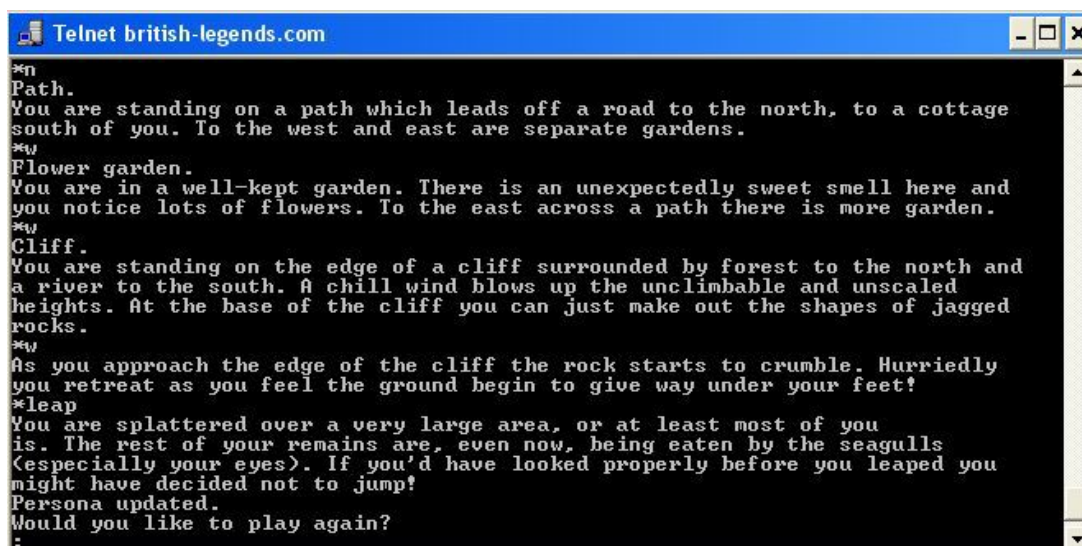 Telnet british-legends.com
*n
Path.
You are standing on a path which leads off a road to the north, to a cottage
south of you. To the west and east are separate gardens.
*w
Flower garden.
You are in a well-kept garden. There is an unexpectedly sweet smell here and
you notice lots of flowers. To the east across a path there is more garden.
*w
Cliff.
You are standing on the edge of a cliff surrounded by forest to the north and
a river to the south. A chill wind blows up the unclimbable and unscaled
heights. At the base of the cliff you can just make out the shapes of jagged
rocks.
*w
As you approach the edge of the cliff the rock starts to crumble. Hurriedly
you retreat as you feel the ground begin to give way under your feet!
*leap
You are splattered over a very large area, or at least most of you
is. The rest of your remains are, even now, being eaten by the seagulls
(especially your eyes). If you'd have looked properly before you leaped you
might have decided not to jump!
Persona updated.
Would you like to play again?